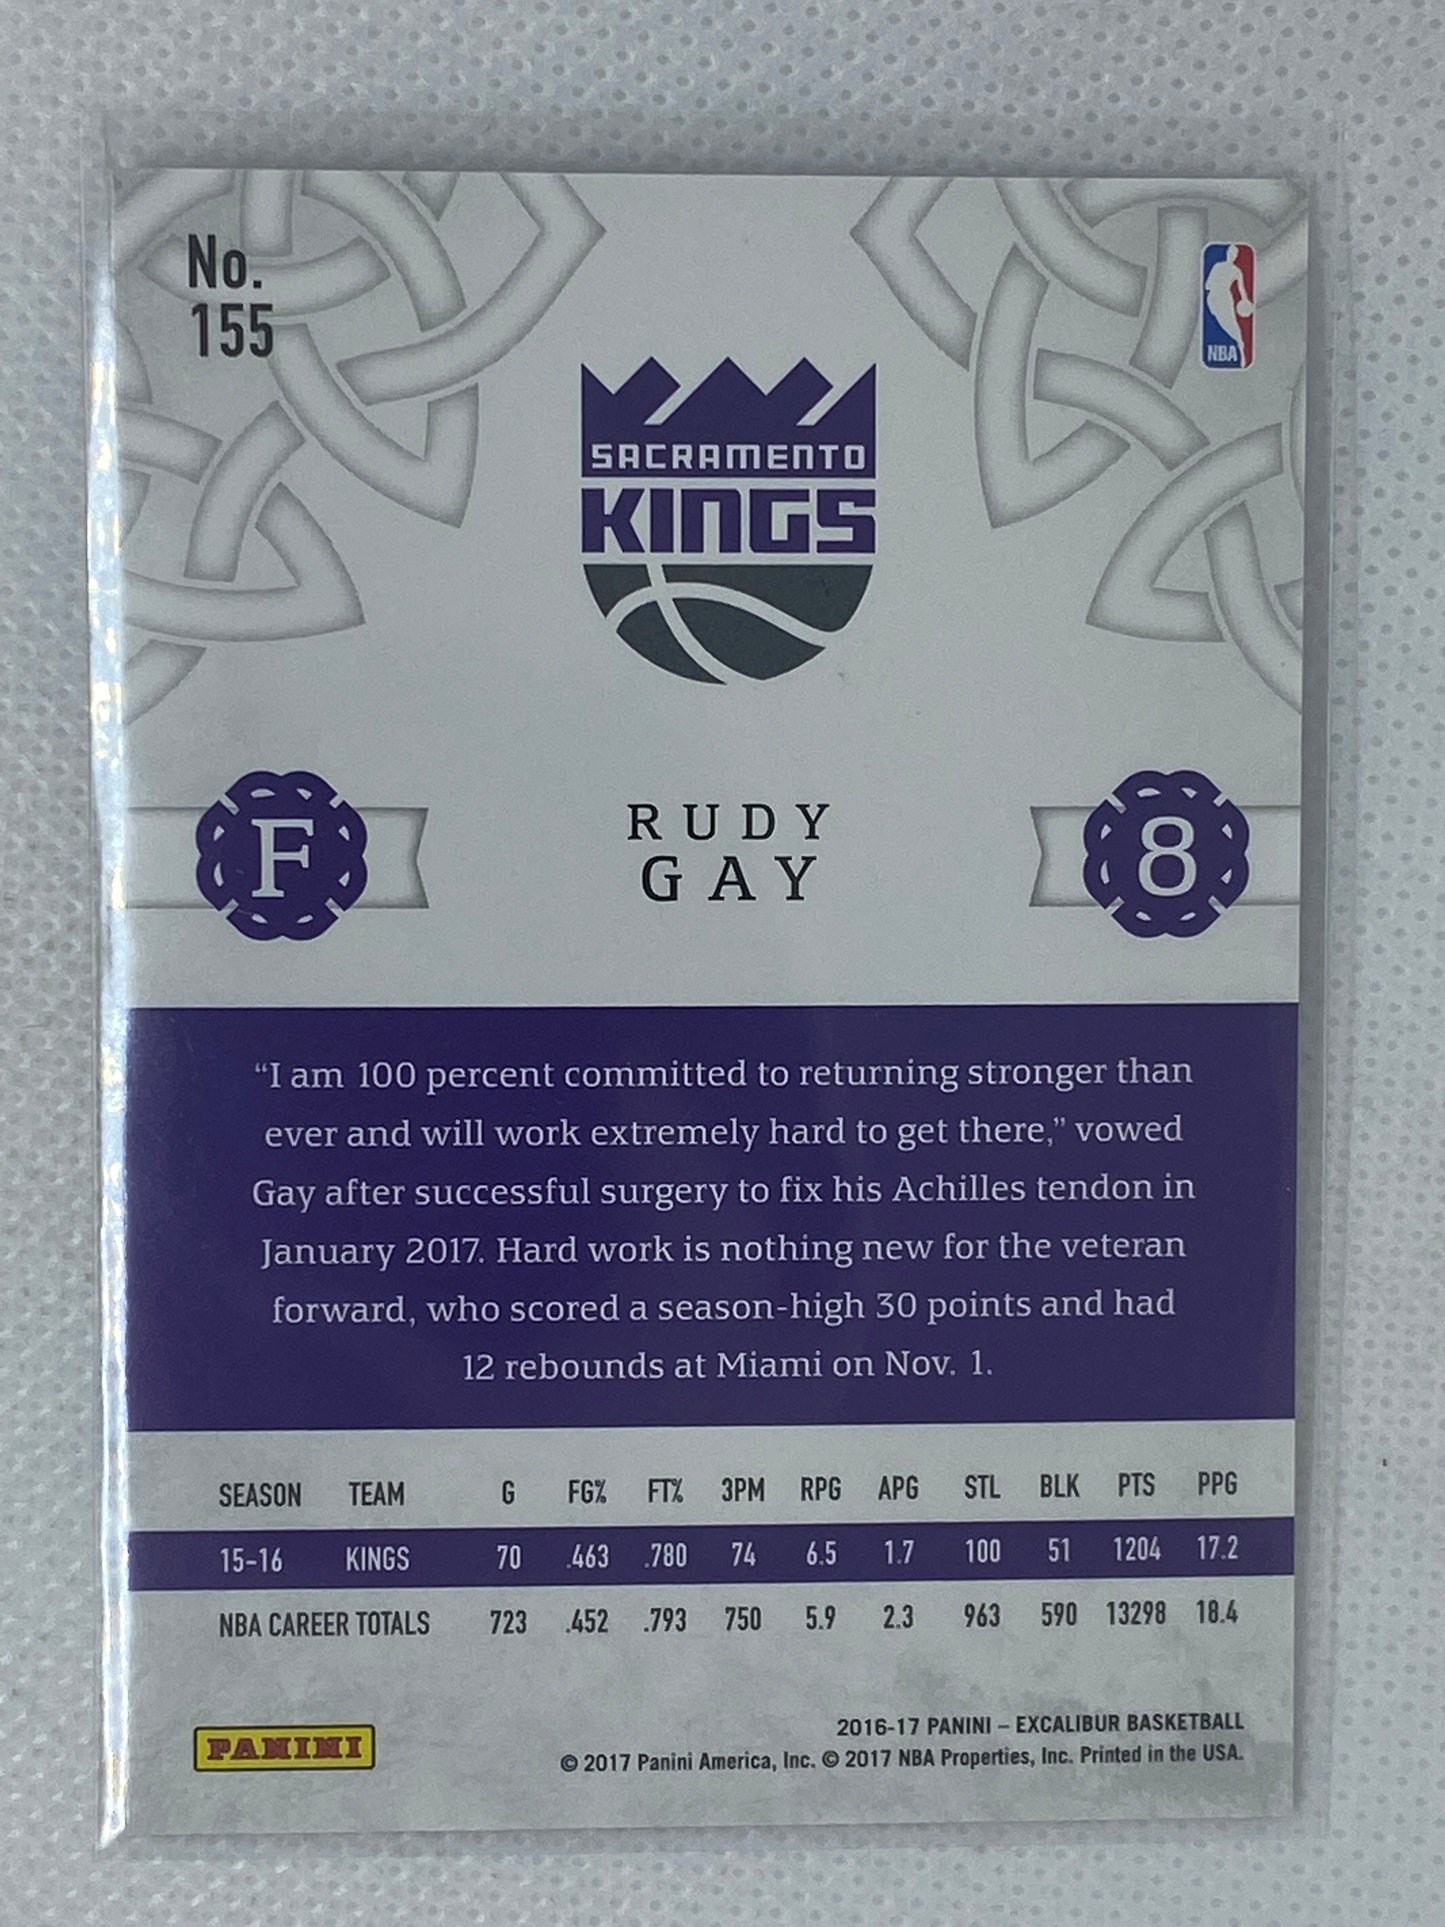 No.
155
NBA
SACRAMENTO
KINGS
F
RUDY
GAY
8
“I am 100 percent committed to returning stronger than
ever and will work extremely hard to get there,” vowed
Gay after successful surgery to fix his Achilles tendon in
January 2017. Hard work is nothing new for the veteran
forward, who scored a season-high 30 points and had
12 rebounds at Miami on Nov. 1.
SEASON TEAM G FG% FT% 3PM RPG APG STL BLK PTS PPG
15-16 KINGS 70 .463 .780 74 6.5 1.7 100 51 1204 17.2
NBA CAREER TOTALS 723 .452 .793 750 5.9 2.3 963 590 13298 18.4
PANINI
2016-17 PANINI – EXCALIBUR BASKETBALL
© 2017 Panini America, Inc. © 2017 NBA Properties, Inc. Printed in the USA.